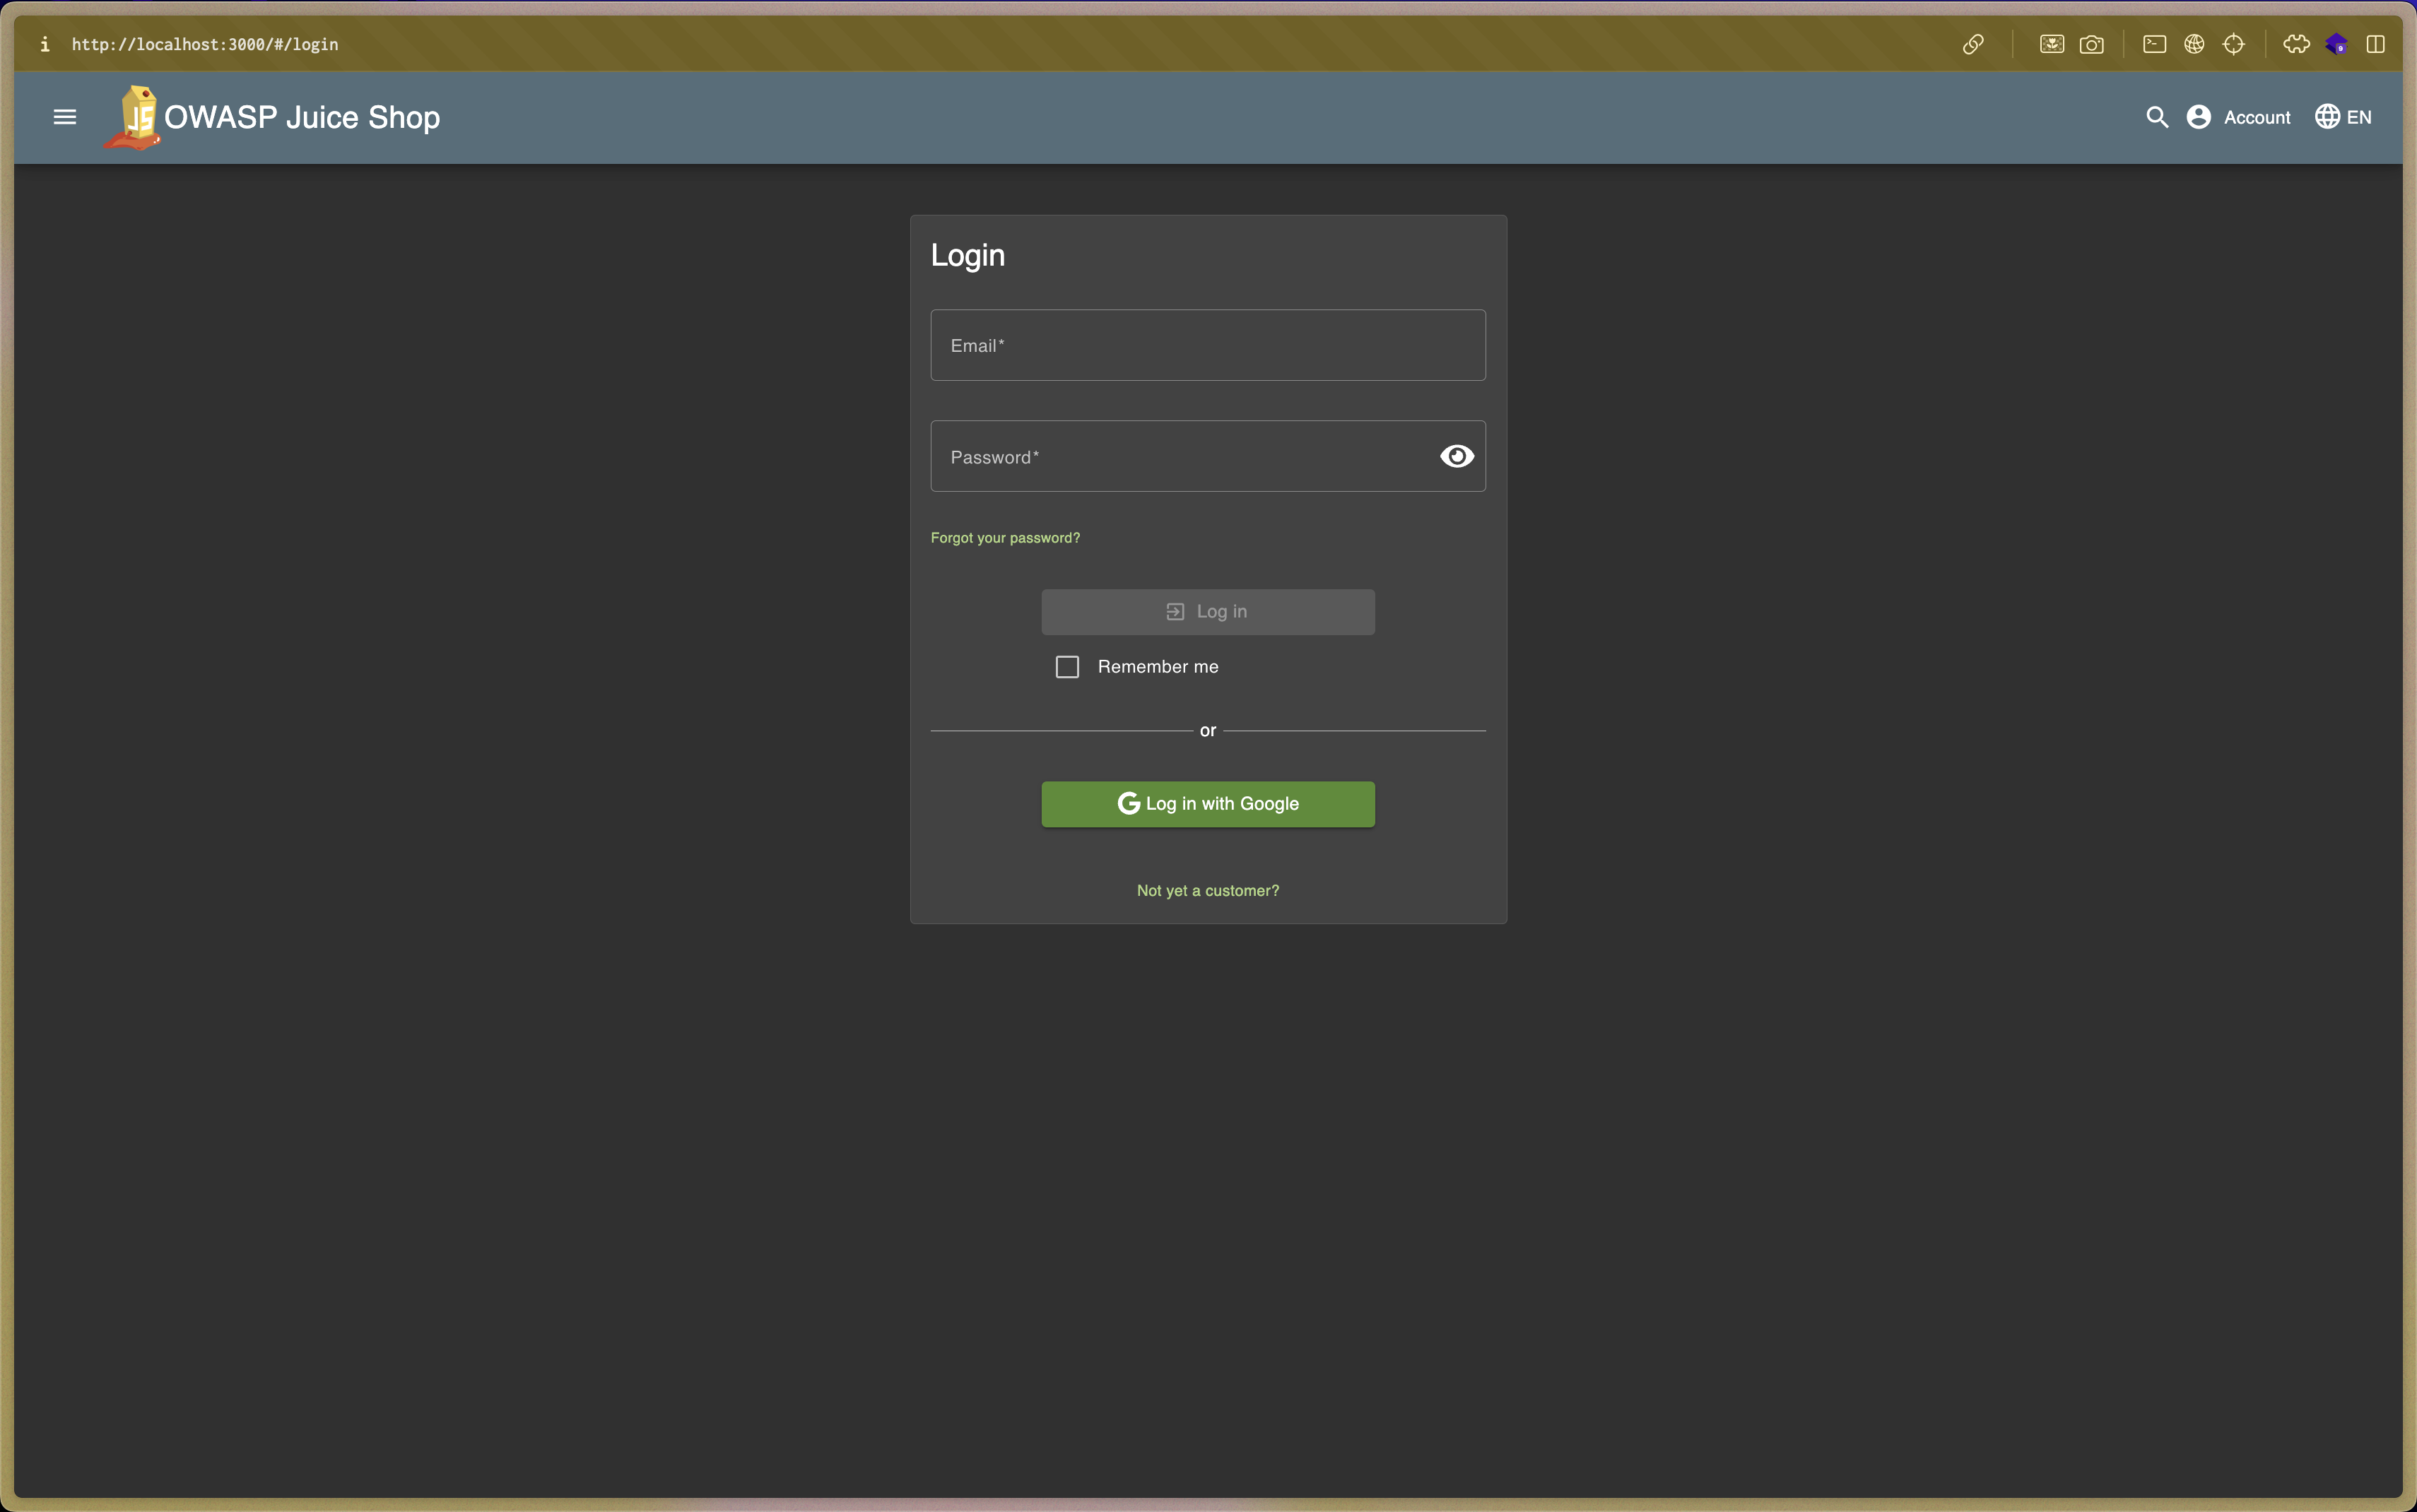 i http://localhost:3000/#/login
9
JS OWASP Juice Shop
Account EN
Login
Email*
Password*
Forgot your password?
Log in
Remember me
or
G Log in with Google
Not yet a customer?